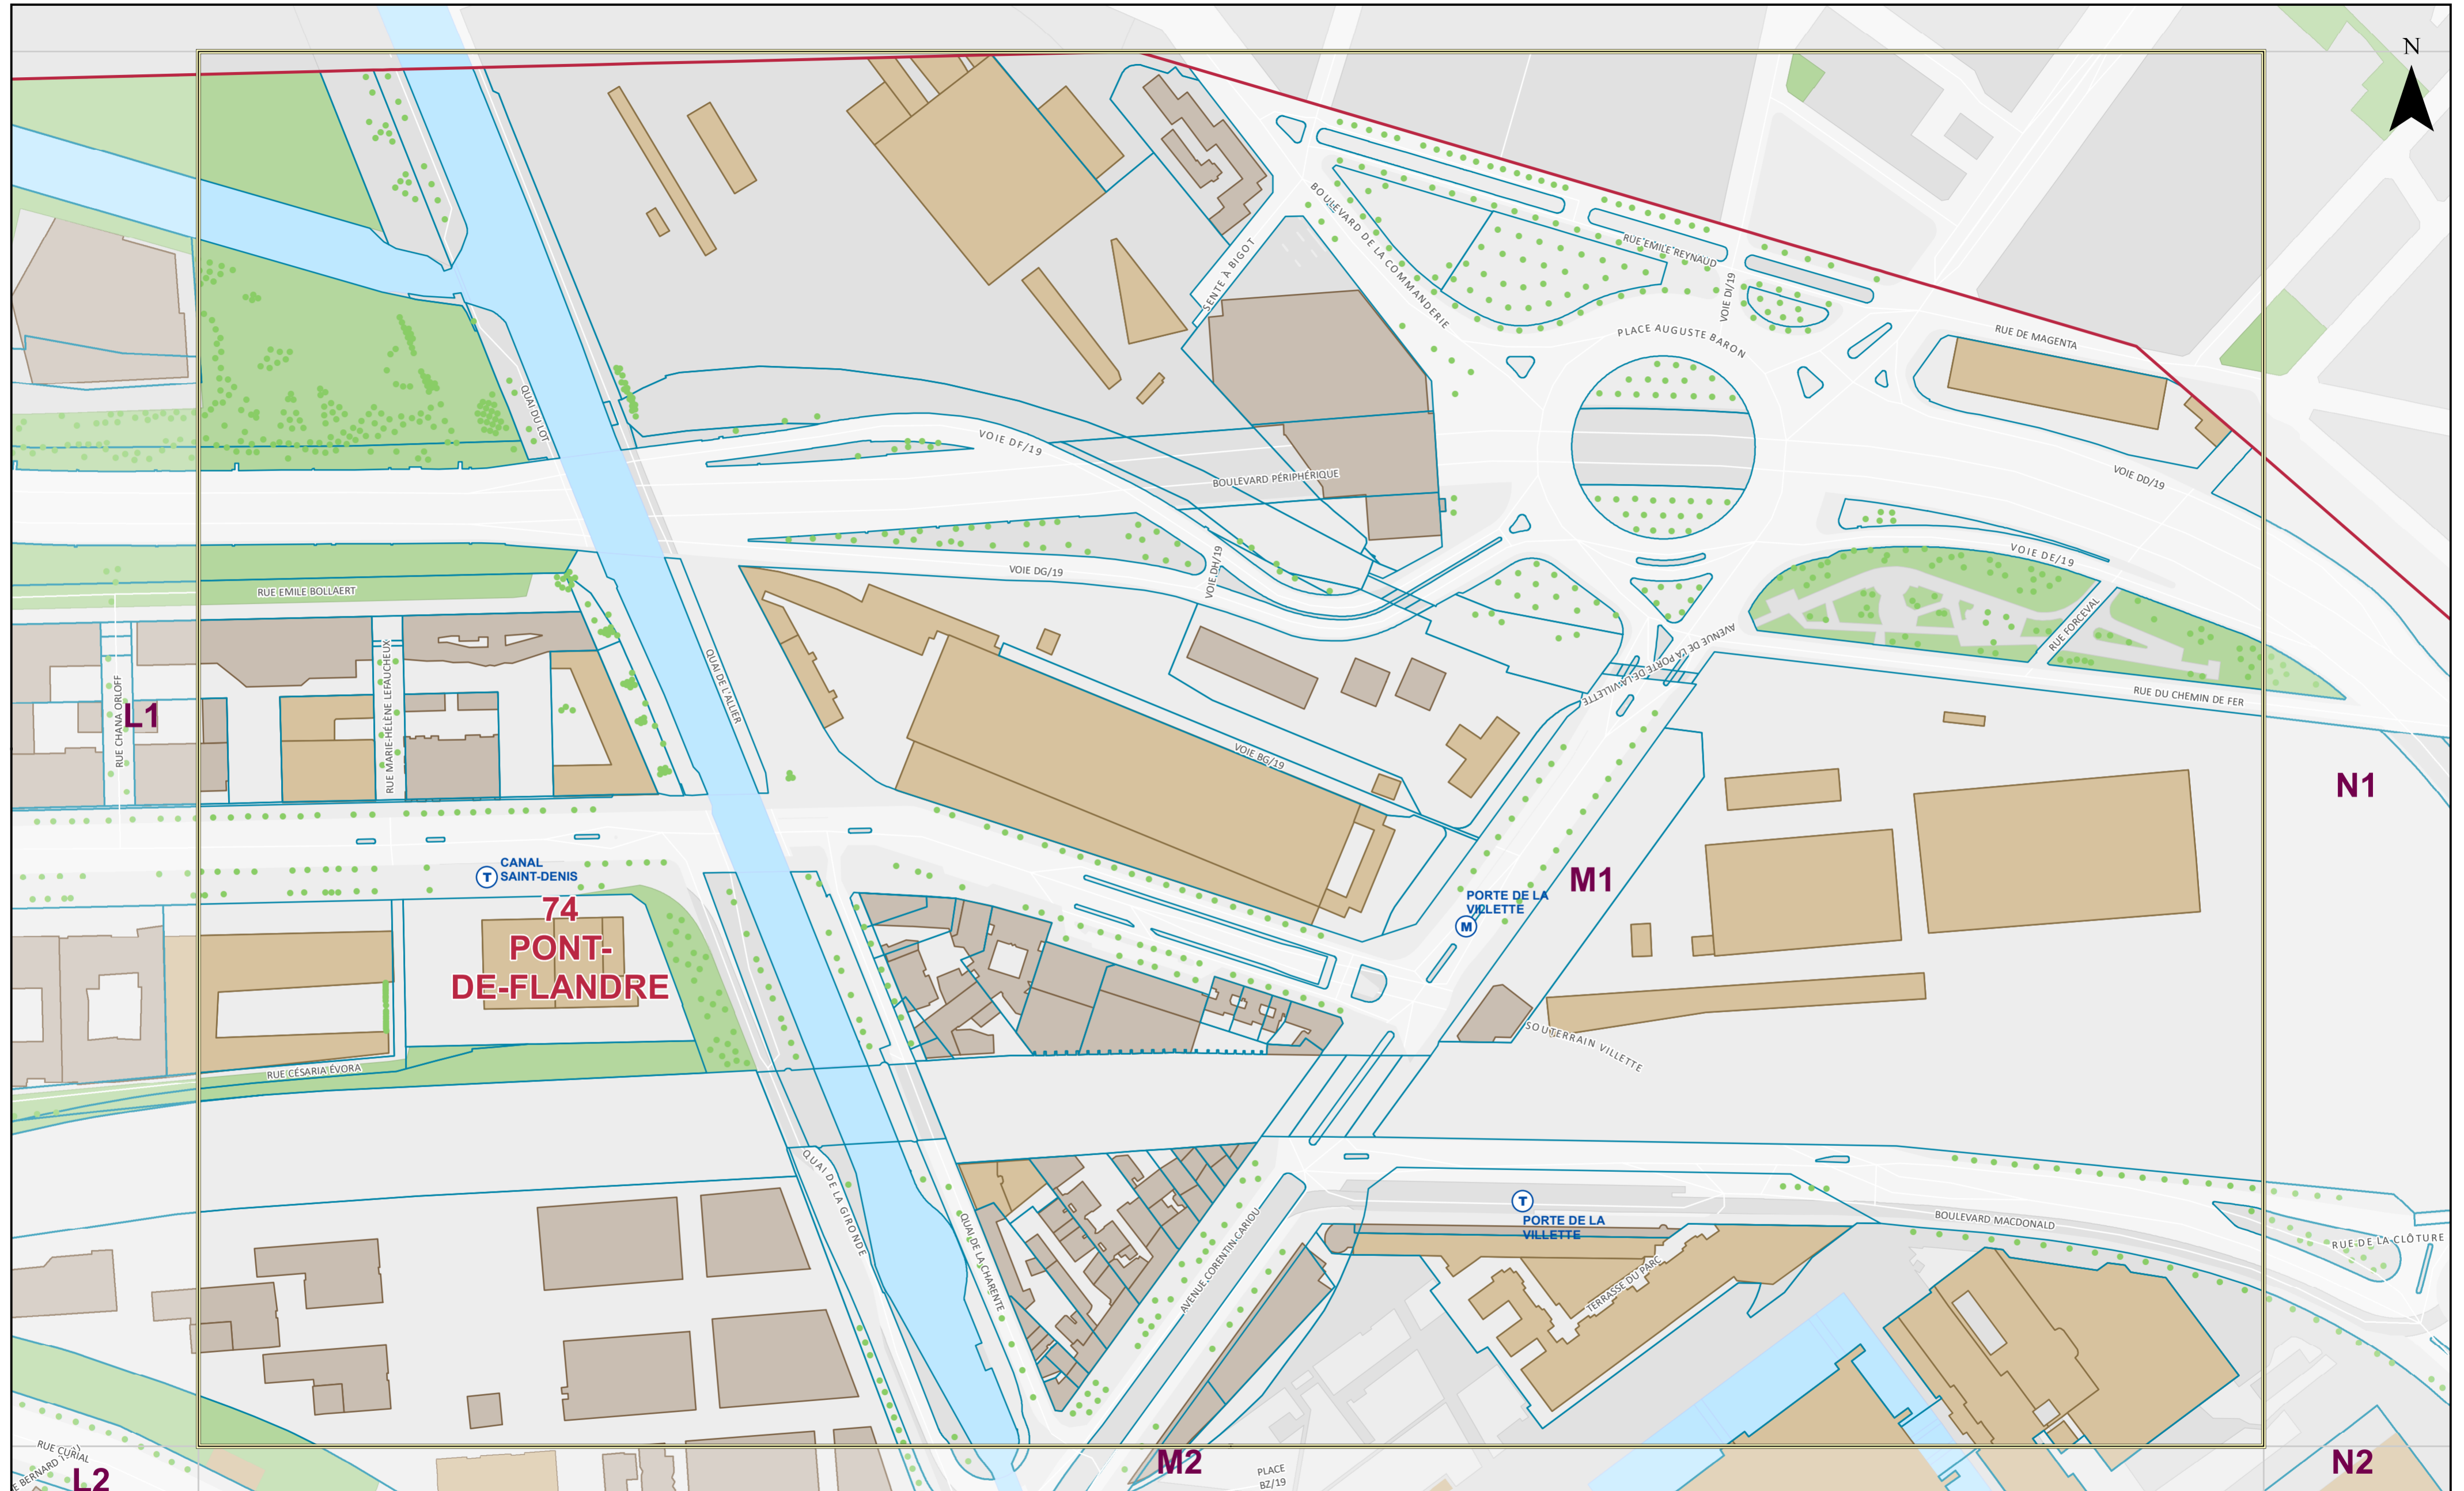 N
BOULEVARD DE LA COMMANDERIE
SENTE À BIGOT
RUE EMILE REYNAUD
VOIE DI/19
PLACE AUGUSTE BARON
RUE DE MAGENTA
QUAI DU LOT
VOIE DF/19
BOULEVARD PÉRIPHÉRIQUE
VOIE DD/19
VOIE DG/19
VOIE DH/19
VOIE DE/19
RUE EMILE BOLLAERT
RUE FORCEVAL
AVENUE DE LA PORTE DE LA VILLETTE
RUE DU CHEMIN DE FER
RUE CHANA ORLOFF
L1
RUE MARIE-HÉLÈNE LEFAUCHEUX
QUAI DE L'ALLIER
VOIE BG/19
N1
CANAL
SAINT-DENIS
T
M1
PORTE DE LA
VILLETTE
M
74
PONT-
DE-FLANDRE
SOUTERRAIN VILLETTE
RUE CÉSARIA ÉVORA
QUAI DE LA GIRONDE
QUAI DE LA CHARENTE
AVENUE CORENTIN CARIOU
T
PORTE DE LA
VILLETTE
BOULEVARD MACDONALD
RUE DE LA CLÔTURE
TERRASSE DU PARC
RUE CURIAL
L2
M2
PLACE
BZ/19
N2